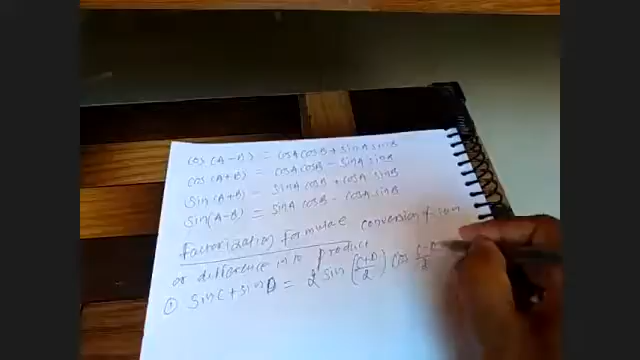 cos (A-B) = cosA cosB + sinA sinB
cos (A+B) = cosA cosB - sinA sinB
sin (A+B) = sinA cosB + cosA sinB
sin(A-B) = sinA cosB - cosA sinB
Factorization formulae conversion of sum
or difference into product
① sinC + sinD = 2 sin (C+D/2) cos C-D/2